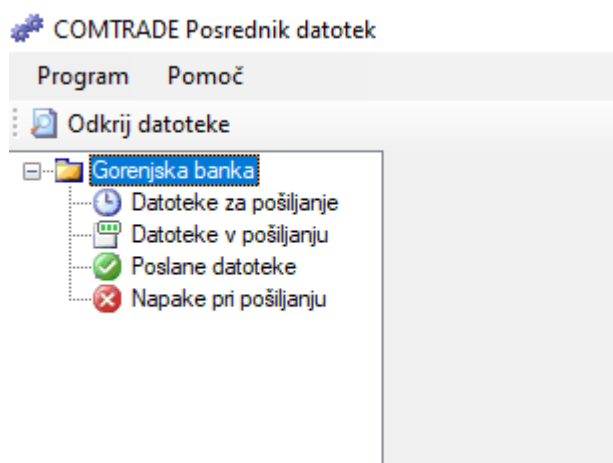 COMTRADE Posrednik datotek
Program Pomoč
Odkrij datoteke
Gorenjska banka
Datoteke za pošiljanje
Datoteke v pošiljanju
Poslane datoteke
Napake pri pošiljanju